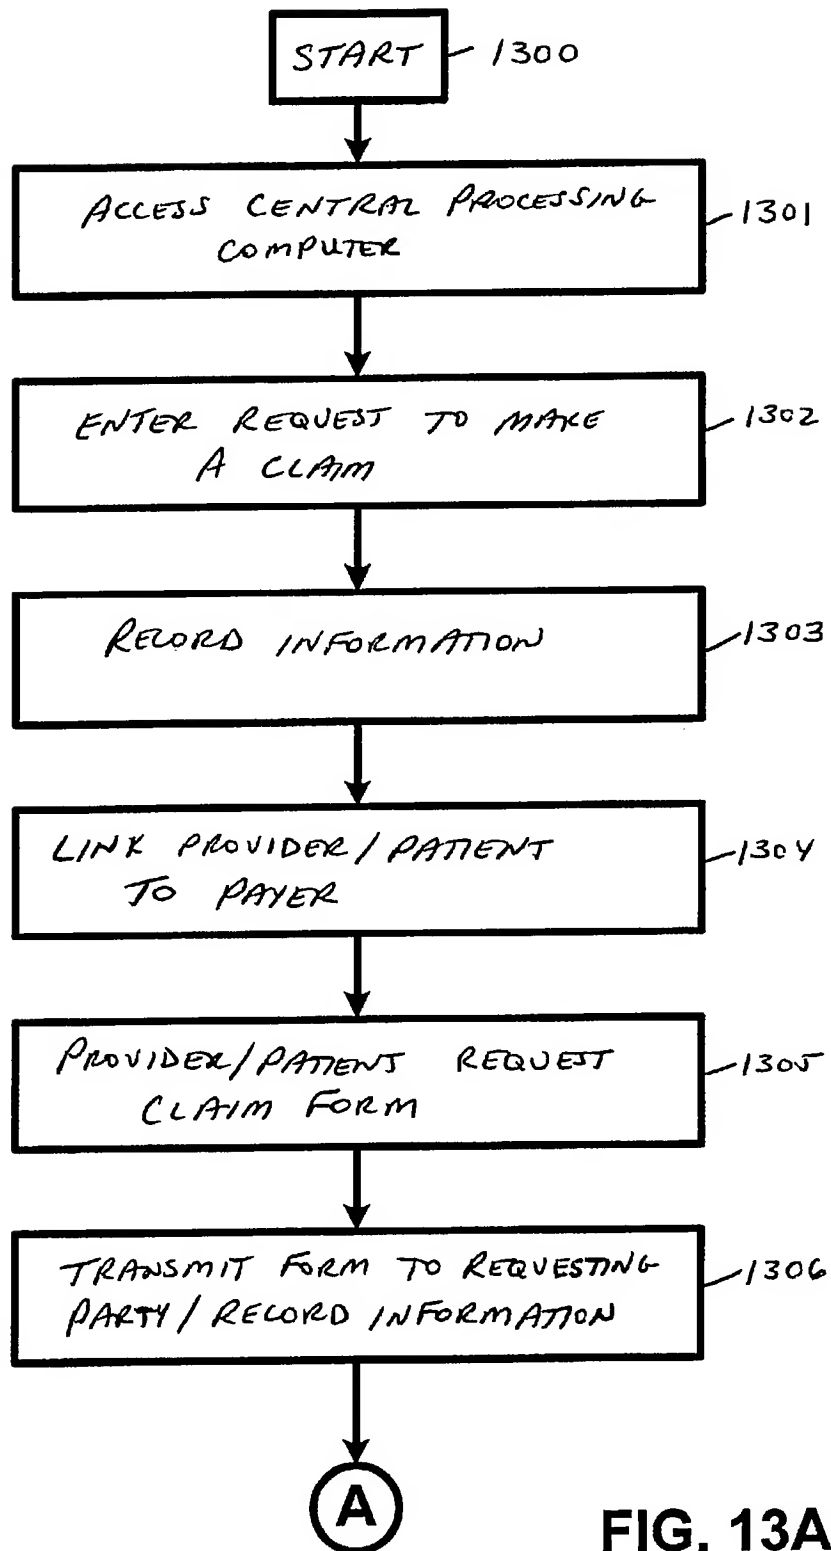 START 1300
ACCESS CENTRAL PROCESSING
COMPUTER
1301
ENTER REQUEST TO MAKE
A CLAIM
1302
RECORD INFORMATION
1303
LINK PROVIDER/PATIENT
TO PAYER
1304
PROVIDER/PATIENT REQUEST
CLAIM FORM
1305
TRANSMIT FORM TO REQUESTING
PARTY/RECORD INFORMATION
1306
A
FIG. 13A